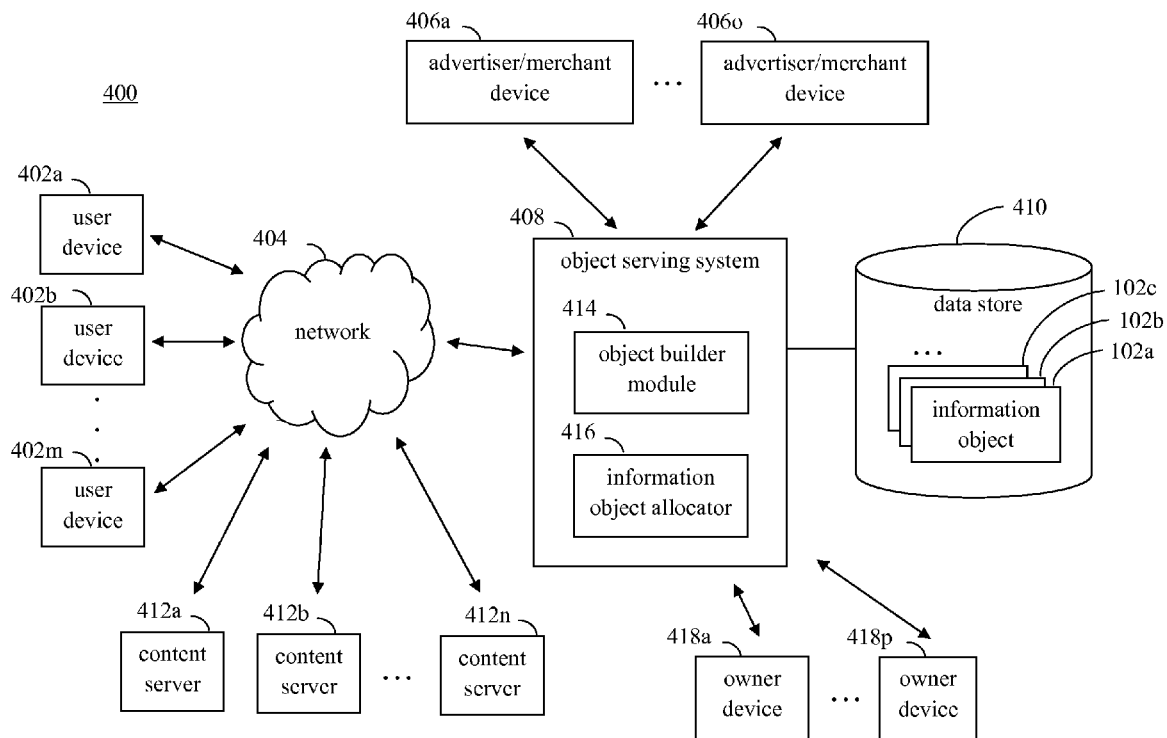 406a
406o
advertiser/merchant
device
...
advertiser/merchant
device
400
402a
user
device
402b
user
device
.
.
.
402m
user
device
404
network
408
object serving system
414
object builder
module
416
information
object allocator
410
data store
...
102c
102b
102a
information
object
412a
content
server
412b
content
server
...
412n
content
server
418a
owner
device
...
418p
owner
device